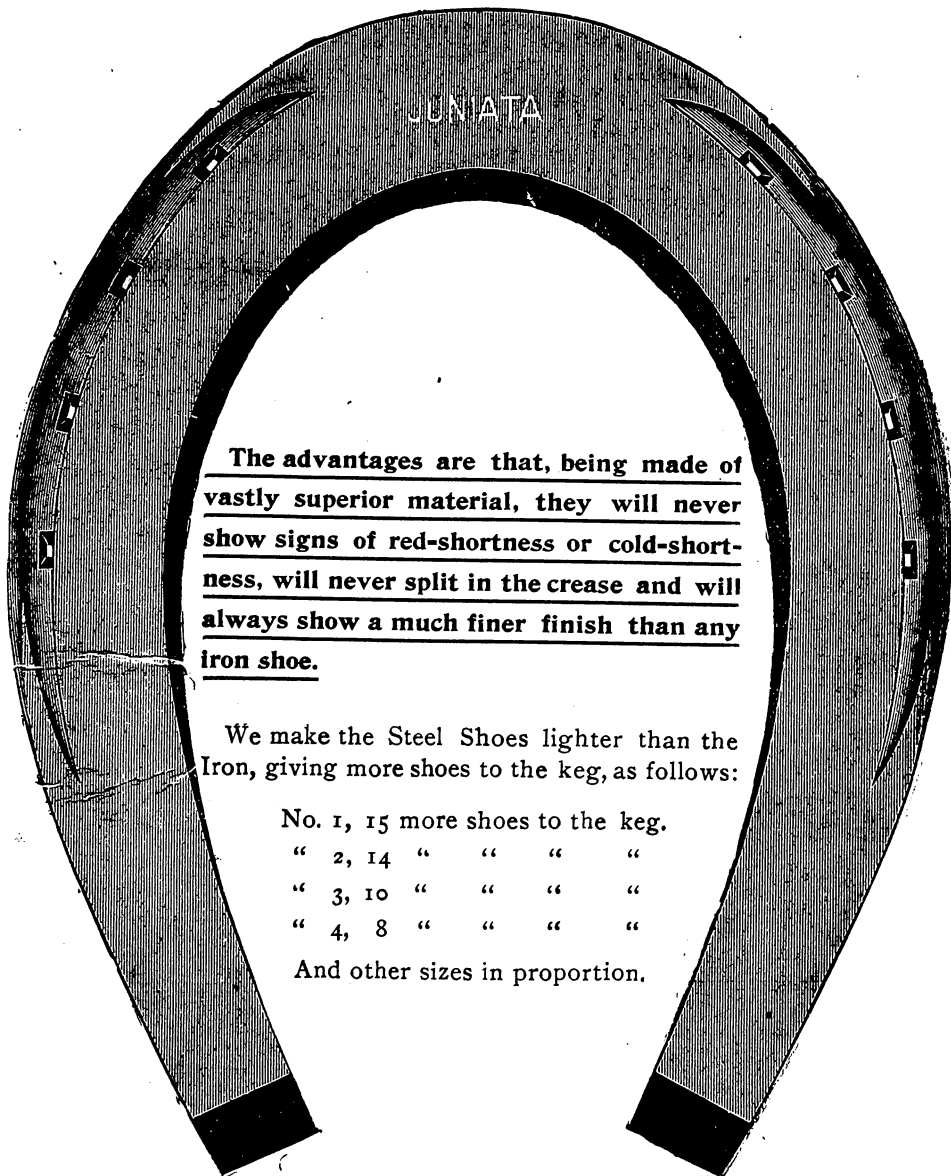 JUNIATA
The advantages are that, being made of
vastly superior material, they will never
show signs of red-shortness or cold-short-
ness, will never split in the crease and will
always show a much finer finish than any
iron shoe.
We make the Steel Shoes lighter than the
Iron, giving more shoes to the keg, as follows:
No. 1, 15 more shoes to the keg.
“ 2, 14 “ “ “ “
“ 3, 10 “ “ “ “
“ 4, 8 “ “ “ “
And other sizes in proportion.